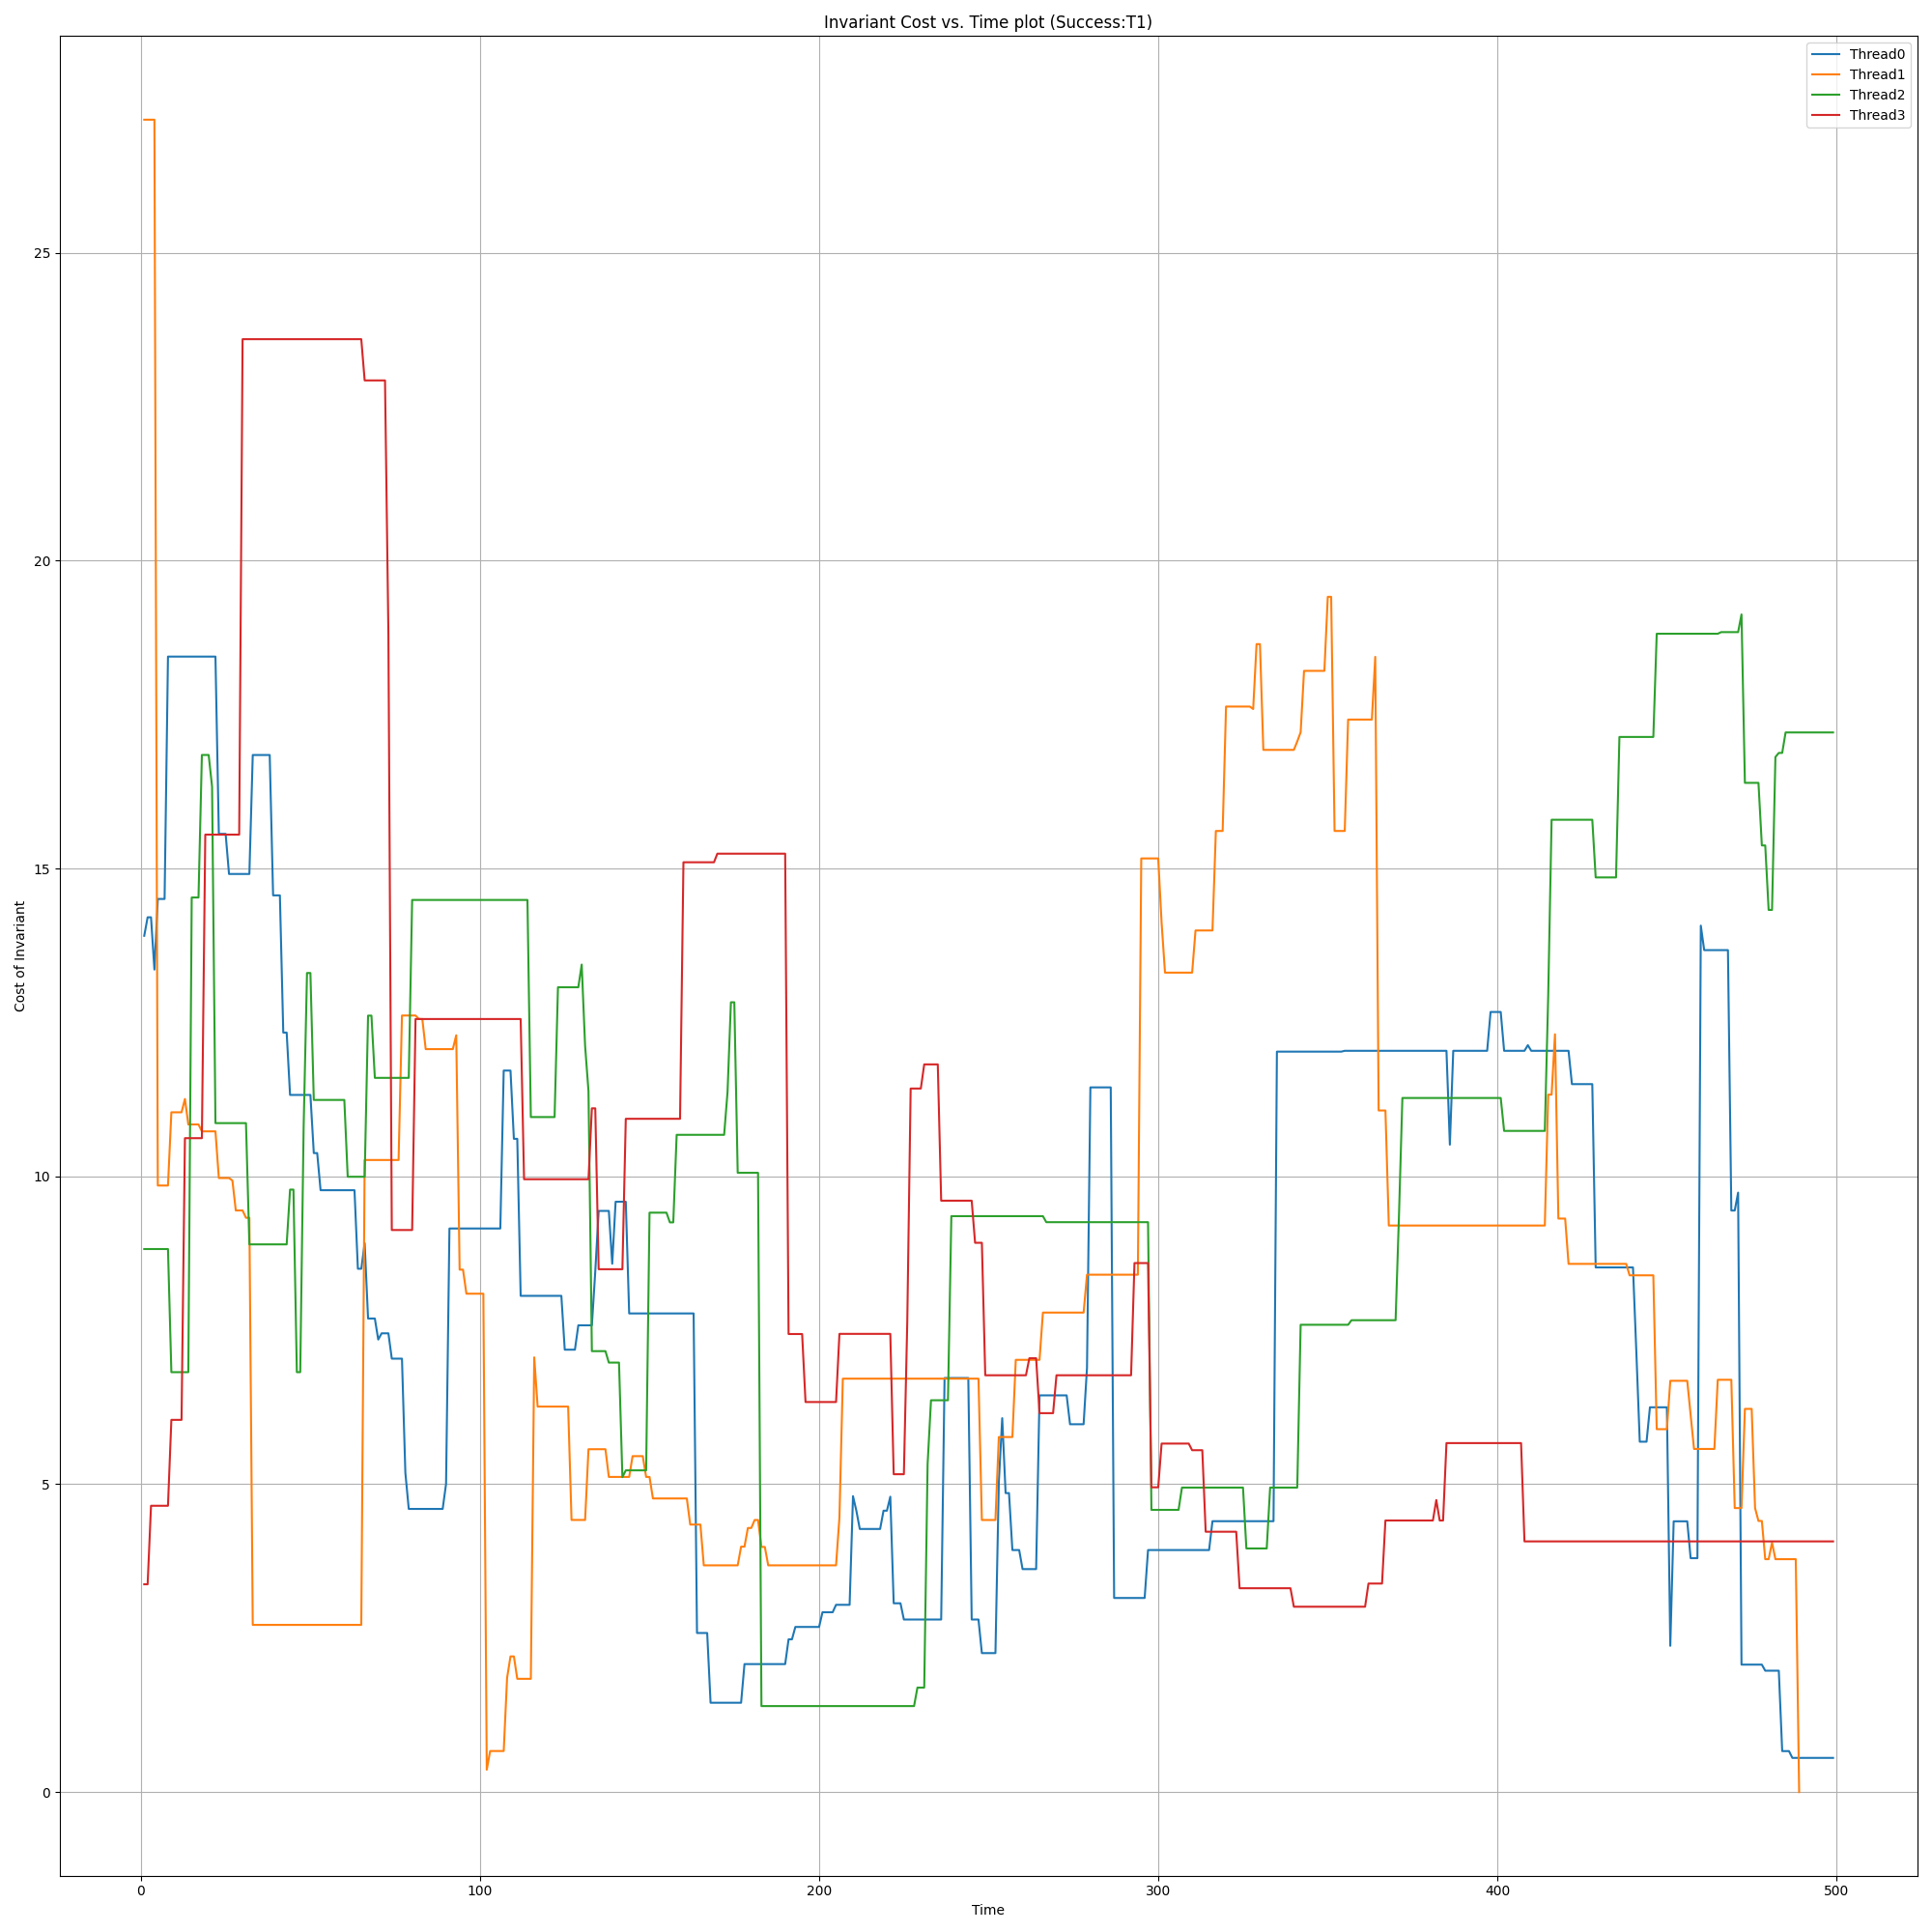 Invariant Cost vs. Time plot (Success:T1)
Thread0
Thread1
Thread2
Thread3
25
20
15
10
5
0
Cost of Invariant
0 100 200 300 400 500
Time